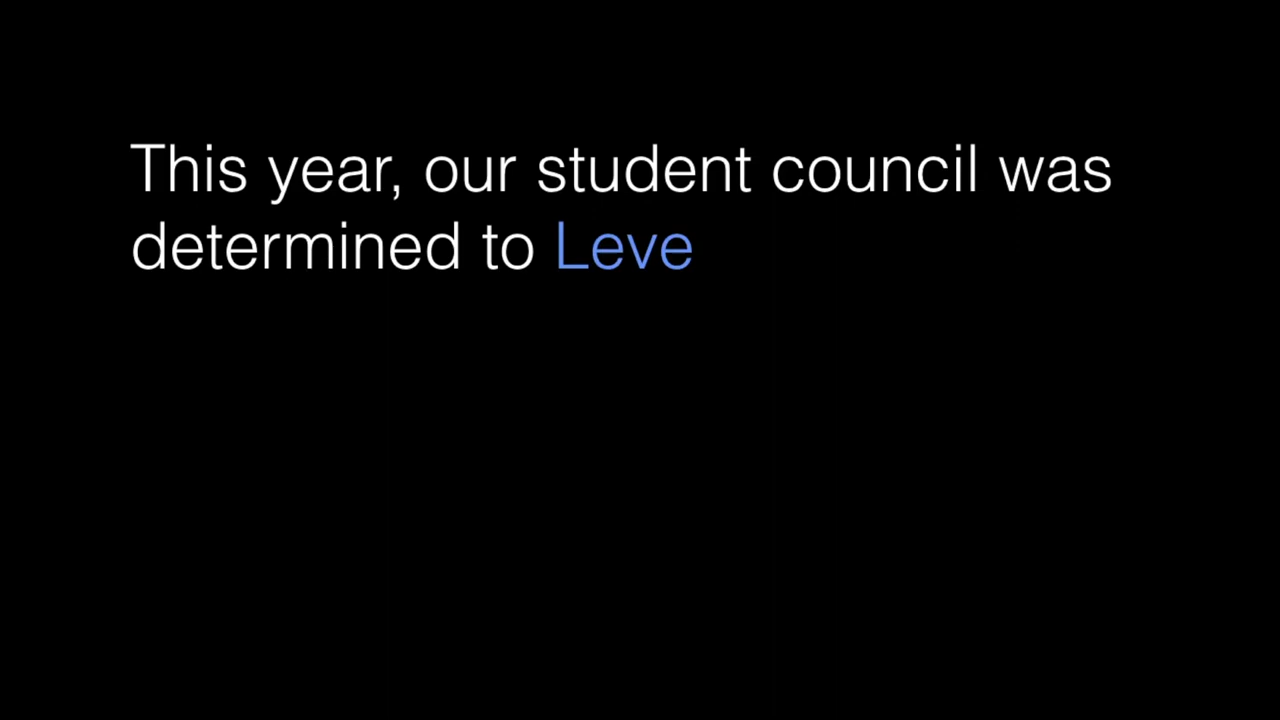 This year, our student council was
determined to Leve